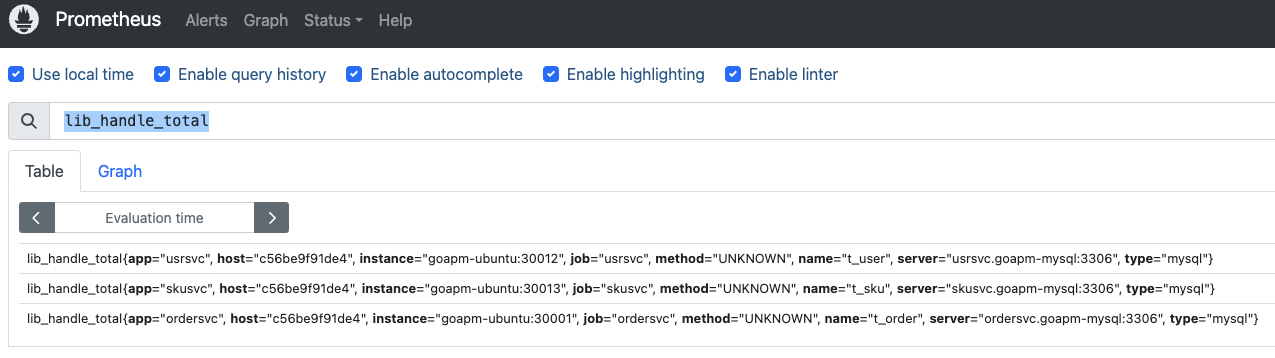 Prometheus Alerts Graph Status Help
Use local time Enable query history Enable autocomplete Enable highlighting Enable linter
lib_handle_total
Table Graph
Evaluation time
lib_handle_total{app="usrsvc", host="c56be9f91de4", instance="goapm-ubuntu:30012", job="usrsvc", method="UNKNOWN", name="t_user", server="usrsvc.goapm-mysql:3306", type="mysql"}
lib_handle_total{app="skusvc", host="c56be9f91de4", instance="goapm-ubuntu:30013", job="skusvc", method="UNKNOWN", name="t_sku", server="skusvc.goapm-mysql:3306", type="mysql"}
lib_handle_total{app="ordersvc", host="c56be9f91de4", instance="goapm-ubuntu:30001", job="ordersvc", method="UNKNOWN", name="t_order", server="ordersvc.goapm-mysql:3306", type="mysql"}